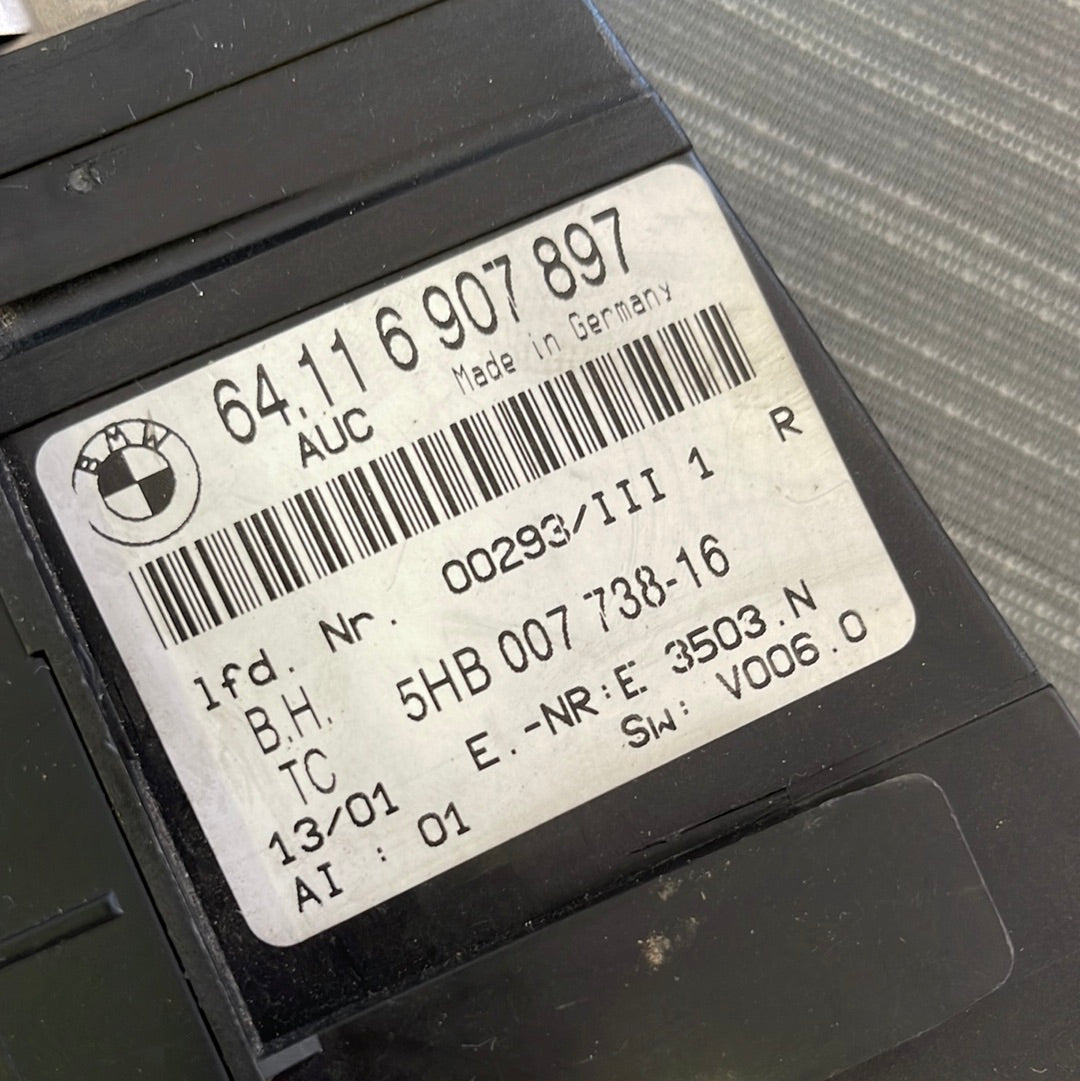 BMW
64.11 6 907 897
AUC Made in Germany
R
lfd. Nr. 00293/III 1
B.H. 5HB 007 738-16
TC E.-NR:E 3503.N
13/01 SW: V006.0
AI : 01